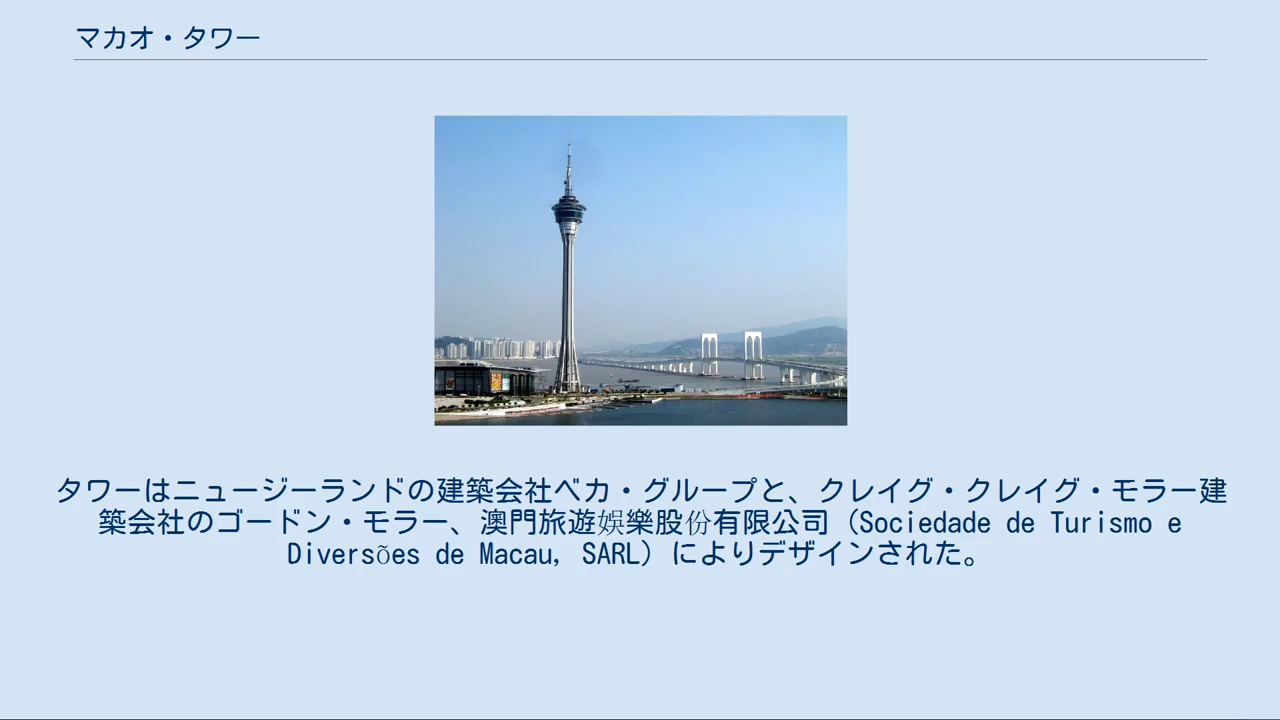 マカオ・タワー
タワーはニュージーランドの建築会社ベカ・グループと、クレイグ・クレイグ・モラー建
築会社のゴードン・モラー、澳門旅遊娯樂股份有限公司（Sociedade de Turismo e
Diversões de Macau, SARL）によりデザインされた。